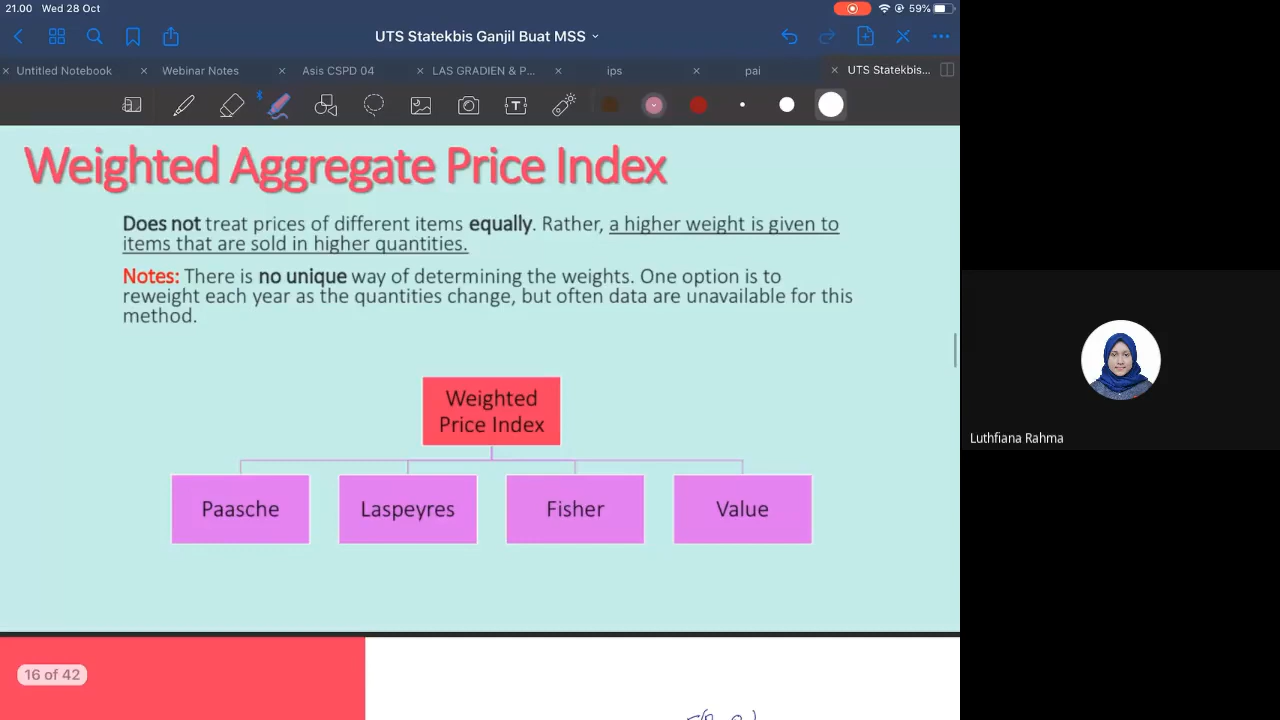 21.00 Wed 28 Oct
59%
UTS Statekbis Ganjil Buat MSS
Untitled Notebook
Webinar Notes
Asis CSPD 04
LAS GRADIEN & P...
ips
pai
UTS Statekbis...
T
Weighted Aggregate Price Index
Does not treat prices of different items equally. Rather, a higher weight is given to
items that are sold in higher quantities.
Notes: There is no unique way of determining the weights. One option is to
reweight each year as the quantities change, but often data are unavailable for this
method.
Weighted
Price Index
Paasche
Laspeyres
Fisher
Value
16 of 42
Luthfiana Rahma